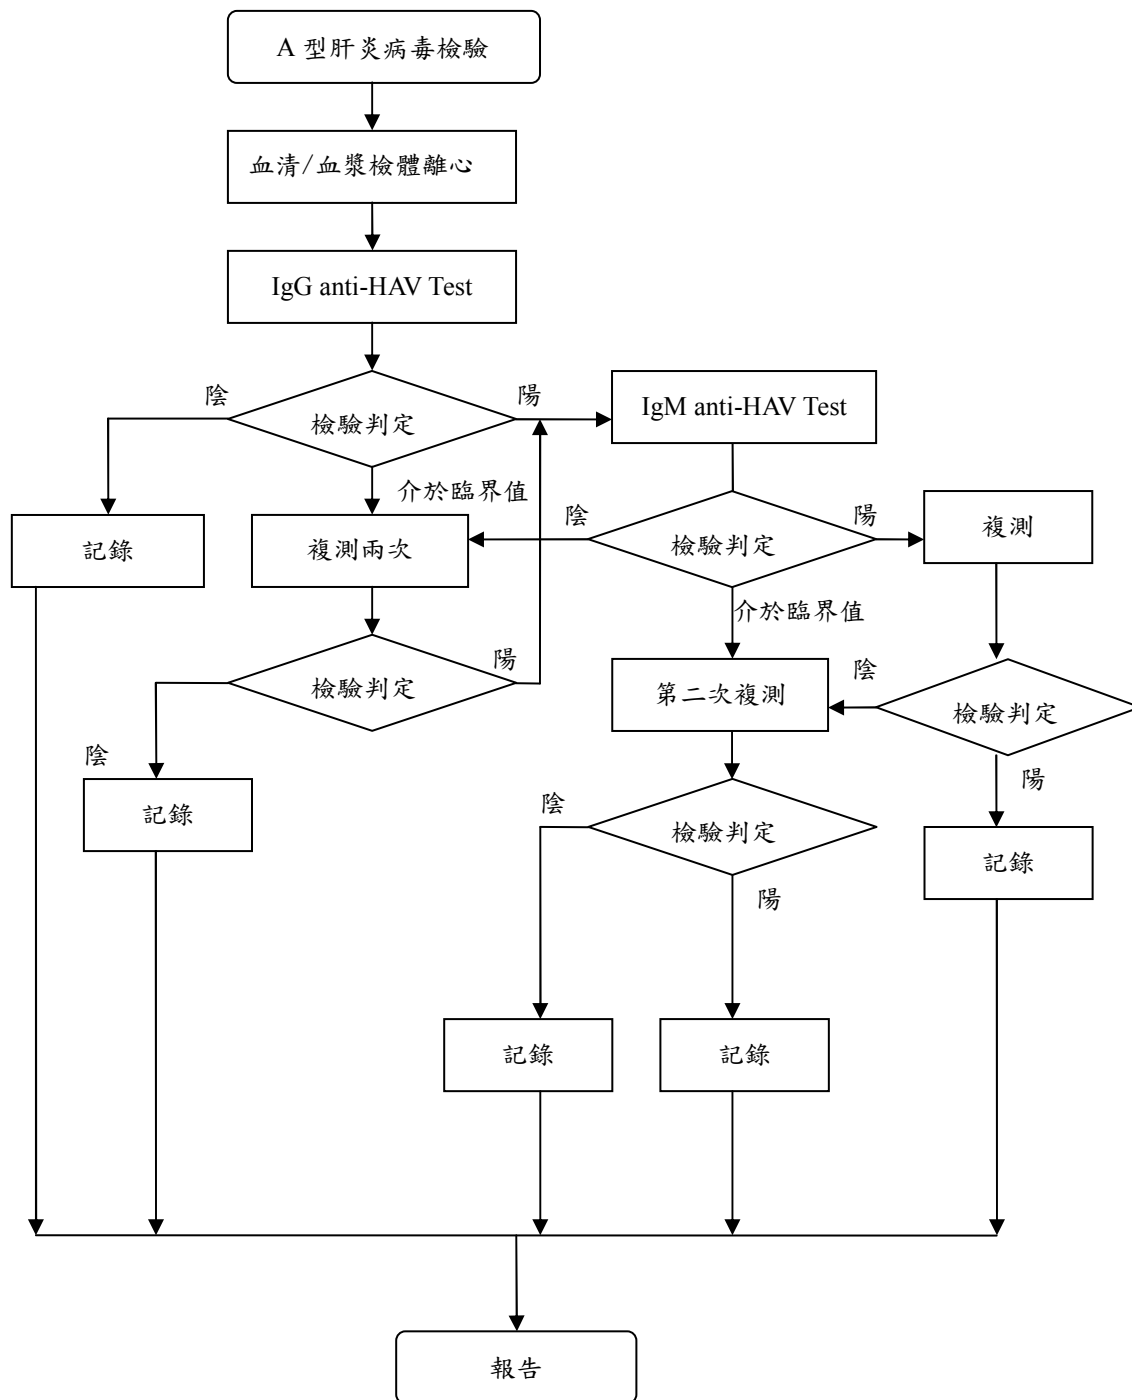 A 型肝炎病毒檢驗
血清/血漿檢體離心
IgG anti-HAV Test
陰
檢驗判定
陽
IgM anti-HAV Test
介於臨界值
記錄
複測兩次
陰
檢驗判定
陽
複測
介於臨界值
檢驗判定
陽
第二次複測
陰
檢驗判定
陰
記錄
陰
檢驗判定
陽
記錄
陽
記錄
記錄
報告